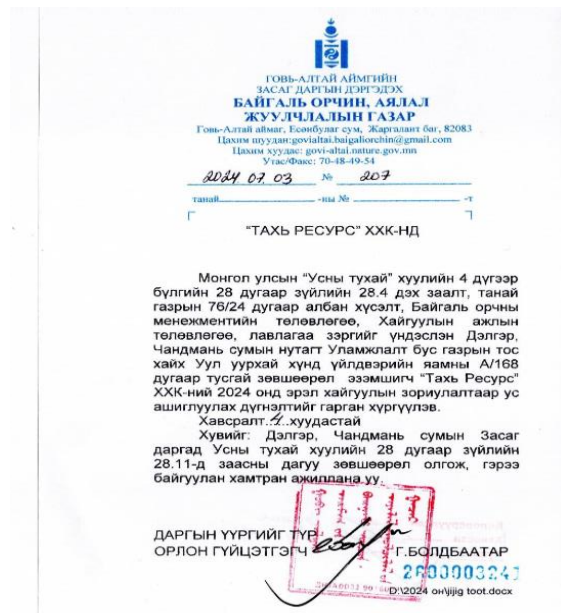 ГОВЬ-АЛТАЙ АЙМГИЙН
ЗАСАГ ДАРГЫН ДЭРГЭДЭХ
БАЙГАЛЬ ОРЧИН, АЯЛАЛ
ЖУУЛЧЛАЛЫН ГАЗАР
Говь-Алтай аймаг, Есөнбулаг сум, Жаргалант баг, 82083
Цахим шуудан:govialtai.baigaliorchin@gmail.com
Цахим хуудас: govi-altai.nature.gov.mn
Утас/Факс: 70-48-49-54
2024 07. 03 № 207
танай -ны № -т
"ТАХЬ РЕСУРС" ХХК-НД
Монгол улсын "Усны тухай" хуулийн 4 дүгээр
бүлгийн 28 дугаар зүйлийн 28.4 дэх заалт, танай
газрын 76/24 дугаар албан хүсэлт, Байгаль орчны
менежментийн төлөвлөгөө, Хайгуулын ажлын
төлөвлөгөө, лавлагаа зэргийг үндэслэн Дэлгэр,
Чандмань сумын нутагт Уламжлалт бус газрын тос
хайх Уул уурхай хүнд үйлдвэрийн яамны А/168
дугаар тусгай зөвшөөрөл эзэмшигч "Тахь Ресурс"
ХХК-ний 2024 онд эрэл хайгуулын зориулалтаар ус
ашиглуулах дүгнэлтийг гарган хүргүүлэв.
Хавсралт..4..хуудастай
Хувийг: Дэлгэр, Чандмань сумын Засаг
даргад Усны тухай хуулийн 28 дугаар зүйлийн
28.11-д заасны дагуу зөвшөөрөл олгож, гэрээ
байгуулан хамтран ажиллана уу.
ДАРГЫН ҮҮРГИЙГ ТҮР
ОРЛОН ГҮЙЦЭТГЭГЧ Г.БОЛДБААТАР
D:\2024 он\jijig toot.docx